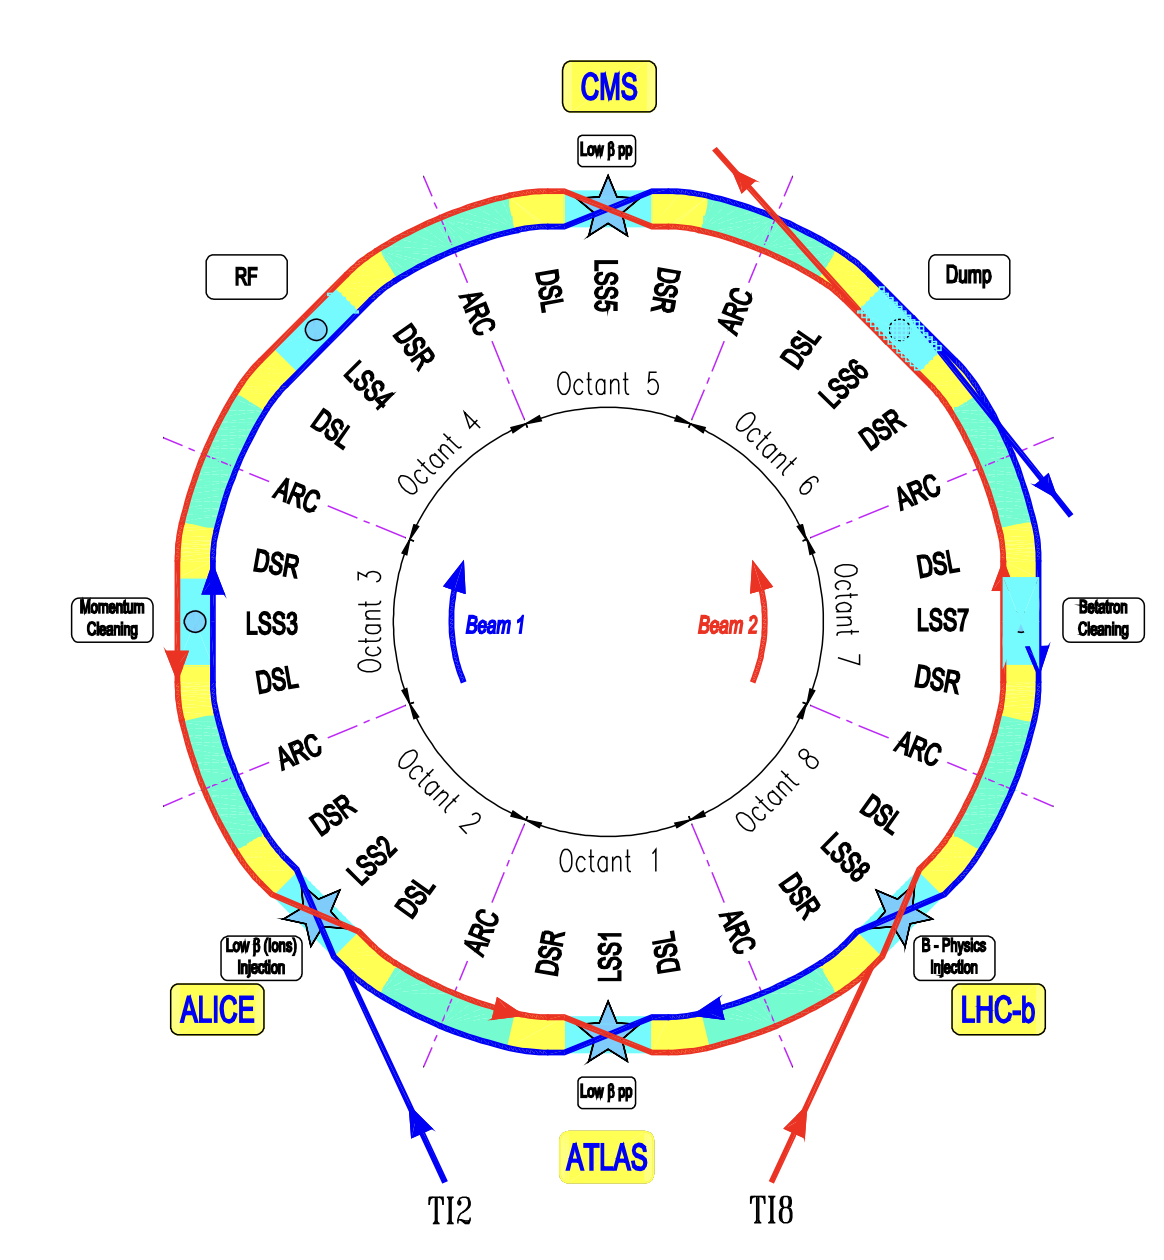 CMS
Low β pp
RF
Dump
DSL
LSS5
DSR
ARC
ARC
DSR
LSS4
DSL
DSL
LSS6
DSR
Octant 5
Octant 4
Octant 6
ARC
ARC
DSR
LSS3
DSL
DSL
LSS7
DSR
Octant 3
Octant 7
Momentum
Cleaning
Betatron
Cleaning
Beam 1
Beam 2
ARC
ARC
Octant 2
Octant 8
DSR
LSS2
DSL
DSL
LSS8
DSR
Octant 1
ARC
ARC
DSR
LSS1
DSL
Low β (Ions)
Injection
B - Physics
Injection
ALICE
LHC-b
Low β pp
ATLAS
TI2
TI8